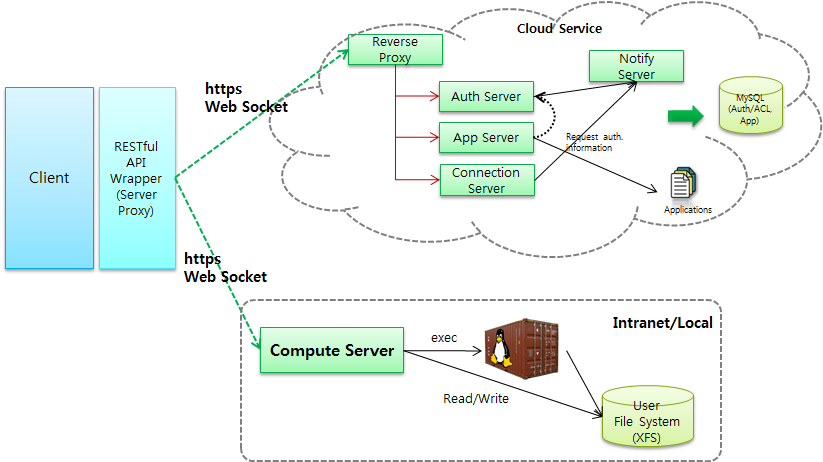 Cloud Service
Reverse
Proxy
Notify
Server
https
Web Socket
Auth Server
MySQL
(Auth/ACL,
App)
App Server
Request auth.
Information
Client
RESTful
API
Wrapper
(Server
Proxy)
Connection
Server
Applications
https
Web Socket
Intranet/Local
Compute Server
exec
Read/Write
User
File System
(XFS)